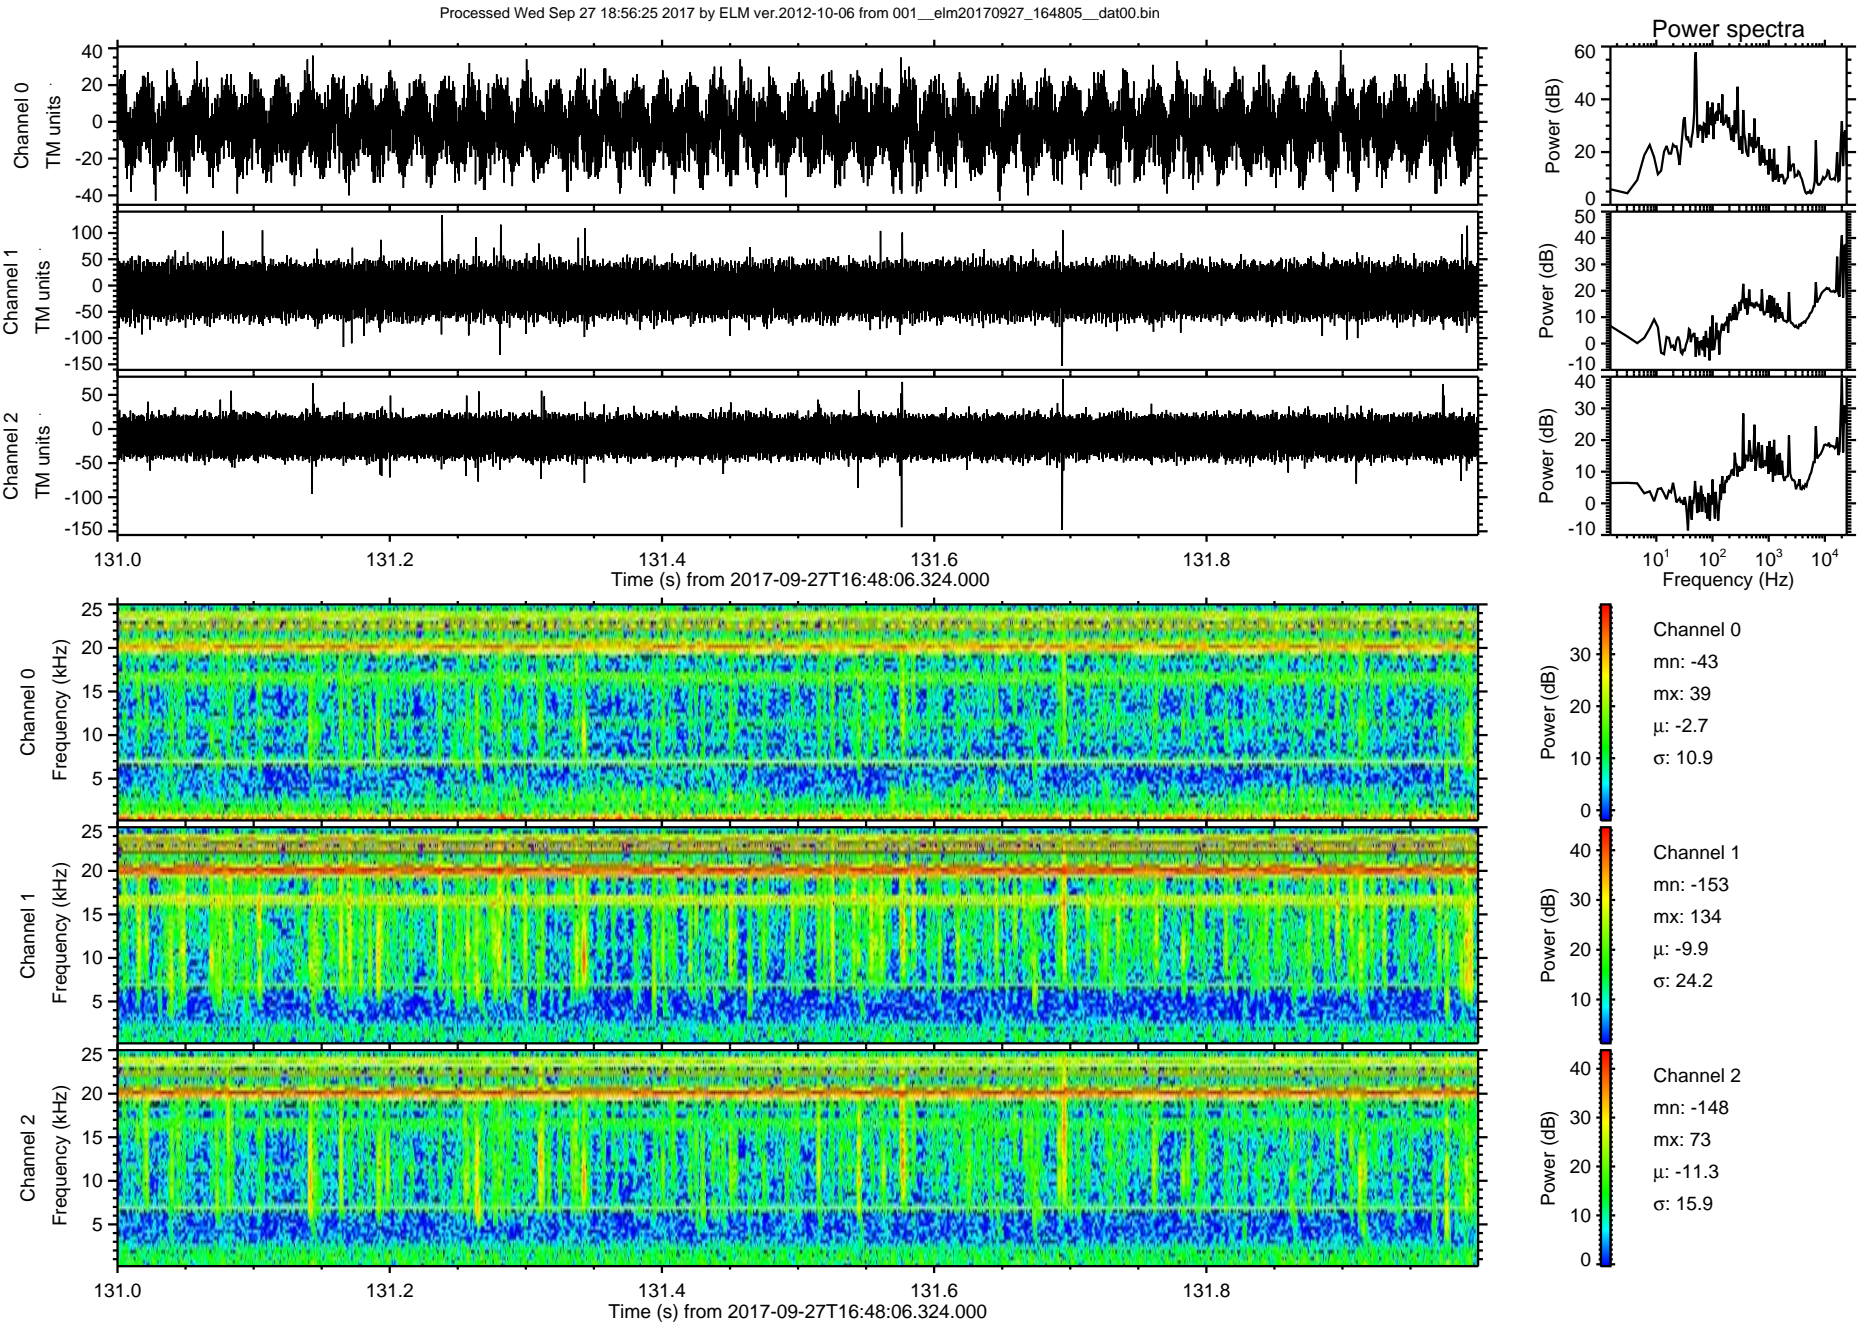 Processed Wed Sep 27 18:56:25 2017 by ELM ver.2012-10-06 from 001__elm20170927_164805__dat00.bin
Power spectra
Channel 0
TM units
40
20
0
-20
-40
Power (dB)
60
40
20
0
Channel 1
TM units
100
50
0
-50
-100
-150
Power (dB)
50
40
30
20
10
0
-10
Channel 2
TM units
50
0
-50
-100
-150
Power (dB)
40
30
20
10
0
-10
131.0 131.2 131.4 131.6 131.8
Time (s) from 2017-09-27T16:48:06.324.000
10¹ 10² 10³ 10⁴
Frequency (Hz)
Channel 0
Frequency (kHz)
25
20
15
10
5
Power (dB)
30
20
10
0
Channel 0
mn: -43
mx: 39
μ: -2.7
σ: 10.9
Channel 1
Frequency (kHz)
25
20
15
10
5
Power (dB)
40
30
20
10
Channel 1
mn: -153
mx: 134
μ: -9.9
σ: 24.2
Channel 2
Frequency (kHz)
25
20
15
10
5
Power (dB)
40
30
20
10
0
Channel 2
mn: -148
mx: 73
μ: -11.3
σ: 15.9
131.0 131.2 131.4 131.6 131.8
Time (s) from 2017-09-27T16:48:06.324.000